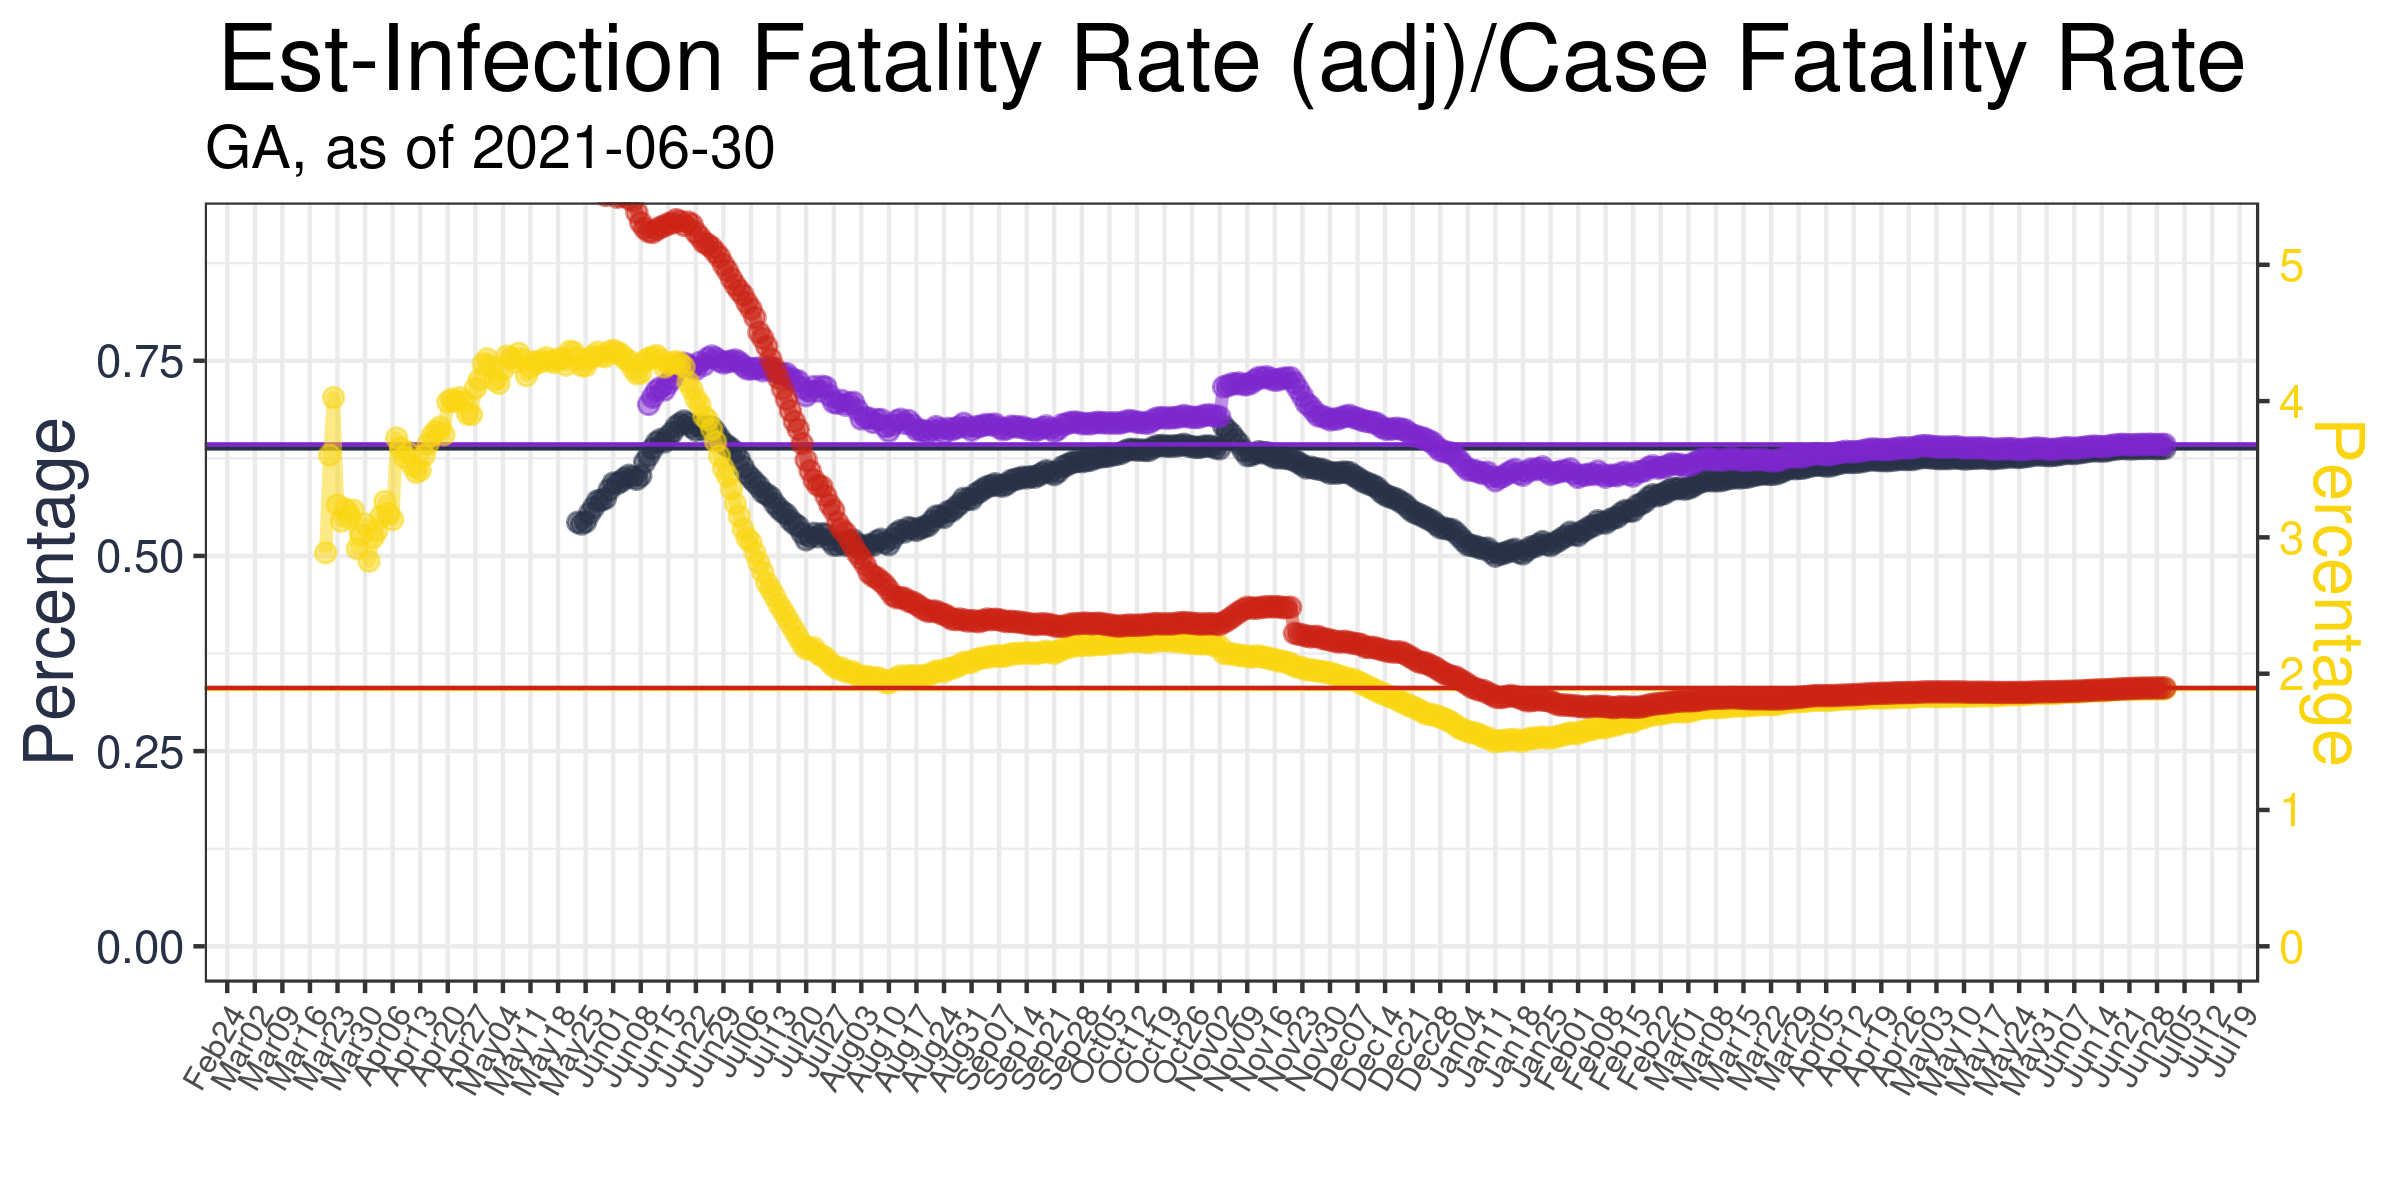 Est-Infection Fatality Rate (adj)/Case Fatality Rate
GA, as of 2021-06-30
Percentage
0.75
0.50
0.25
0.00
5
4
3
2
1
0
Percentage
Feb24
Mar02
Mar09
Mar16
Mar23
Mar30
Apr06
Apr13
Apr20
Apr27
May04
May11
May18
May25
Jun01
Jun08
Jun15
Jun22
Jun29
Jul06
Jul13
Jul20
Jul27
Aug03
Aug10
Aug17
Aug24
Aug31
Sep07
Sep14
Sep21
Sep28
Oct05
Oct12
Oct19
Oct26
Nov02
Nov09
Nov16
Nov23
Nov30
Dec07
Dec14
Dec21
Dec28
Jan04
Jan11
Jan18
Jan25
Feb01
Feb08
Feb15
Feb22
Mar01
Mar08
Mar15
Mar22
Mar29
Apr05
Apr12
Apr19
Apr26
May03
May10
May17
May24
May31
Jun07
Jun14
Jun21
Jun28
Jul05
Jul12
Jul19